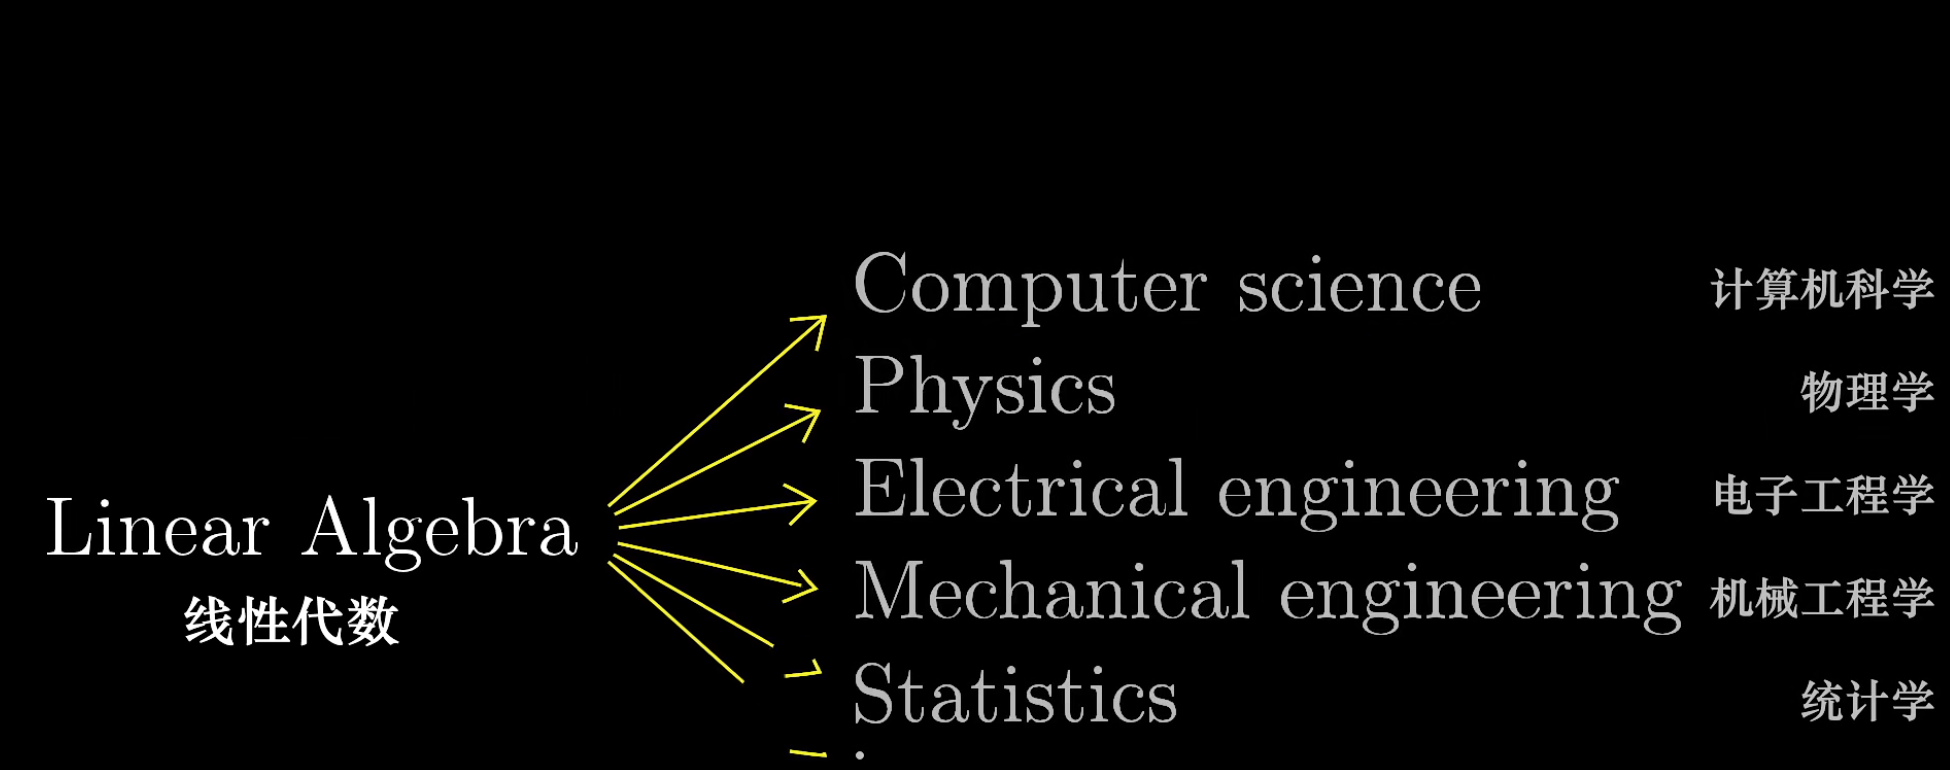 Computer science 计算机科学
Physics 物理学
Electrical engineering 电子工程学
Linear Algebra
线性代数
Mechanical engineering 机械工程学
Statistics 统计学